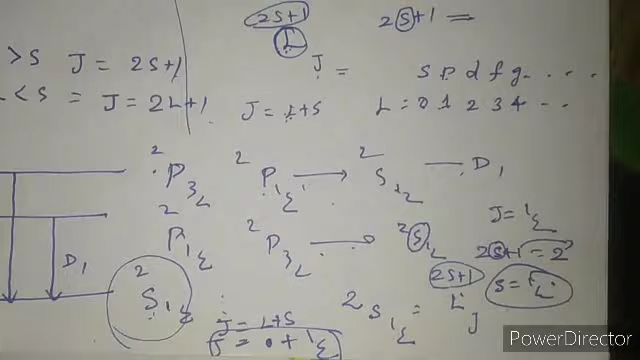 2S+1 2S+1 =
L
>S J = 2S+1 J = S P d f g. . . . .
L<S = J = 2L+1 J = L+S L = 0 1 2 3 4 - -
2P3/2 2P1/2 → 2S1/2 — D1
2P1/2 2P3/2 → 2S1/2
J = 1/2
2S+1 = 2
S = 1/2
D1
2S1/2
J = L+S
J = 0 + 1/2
2S1/2 = 2S+1 L J
PowerDirector